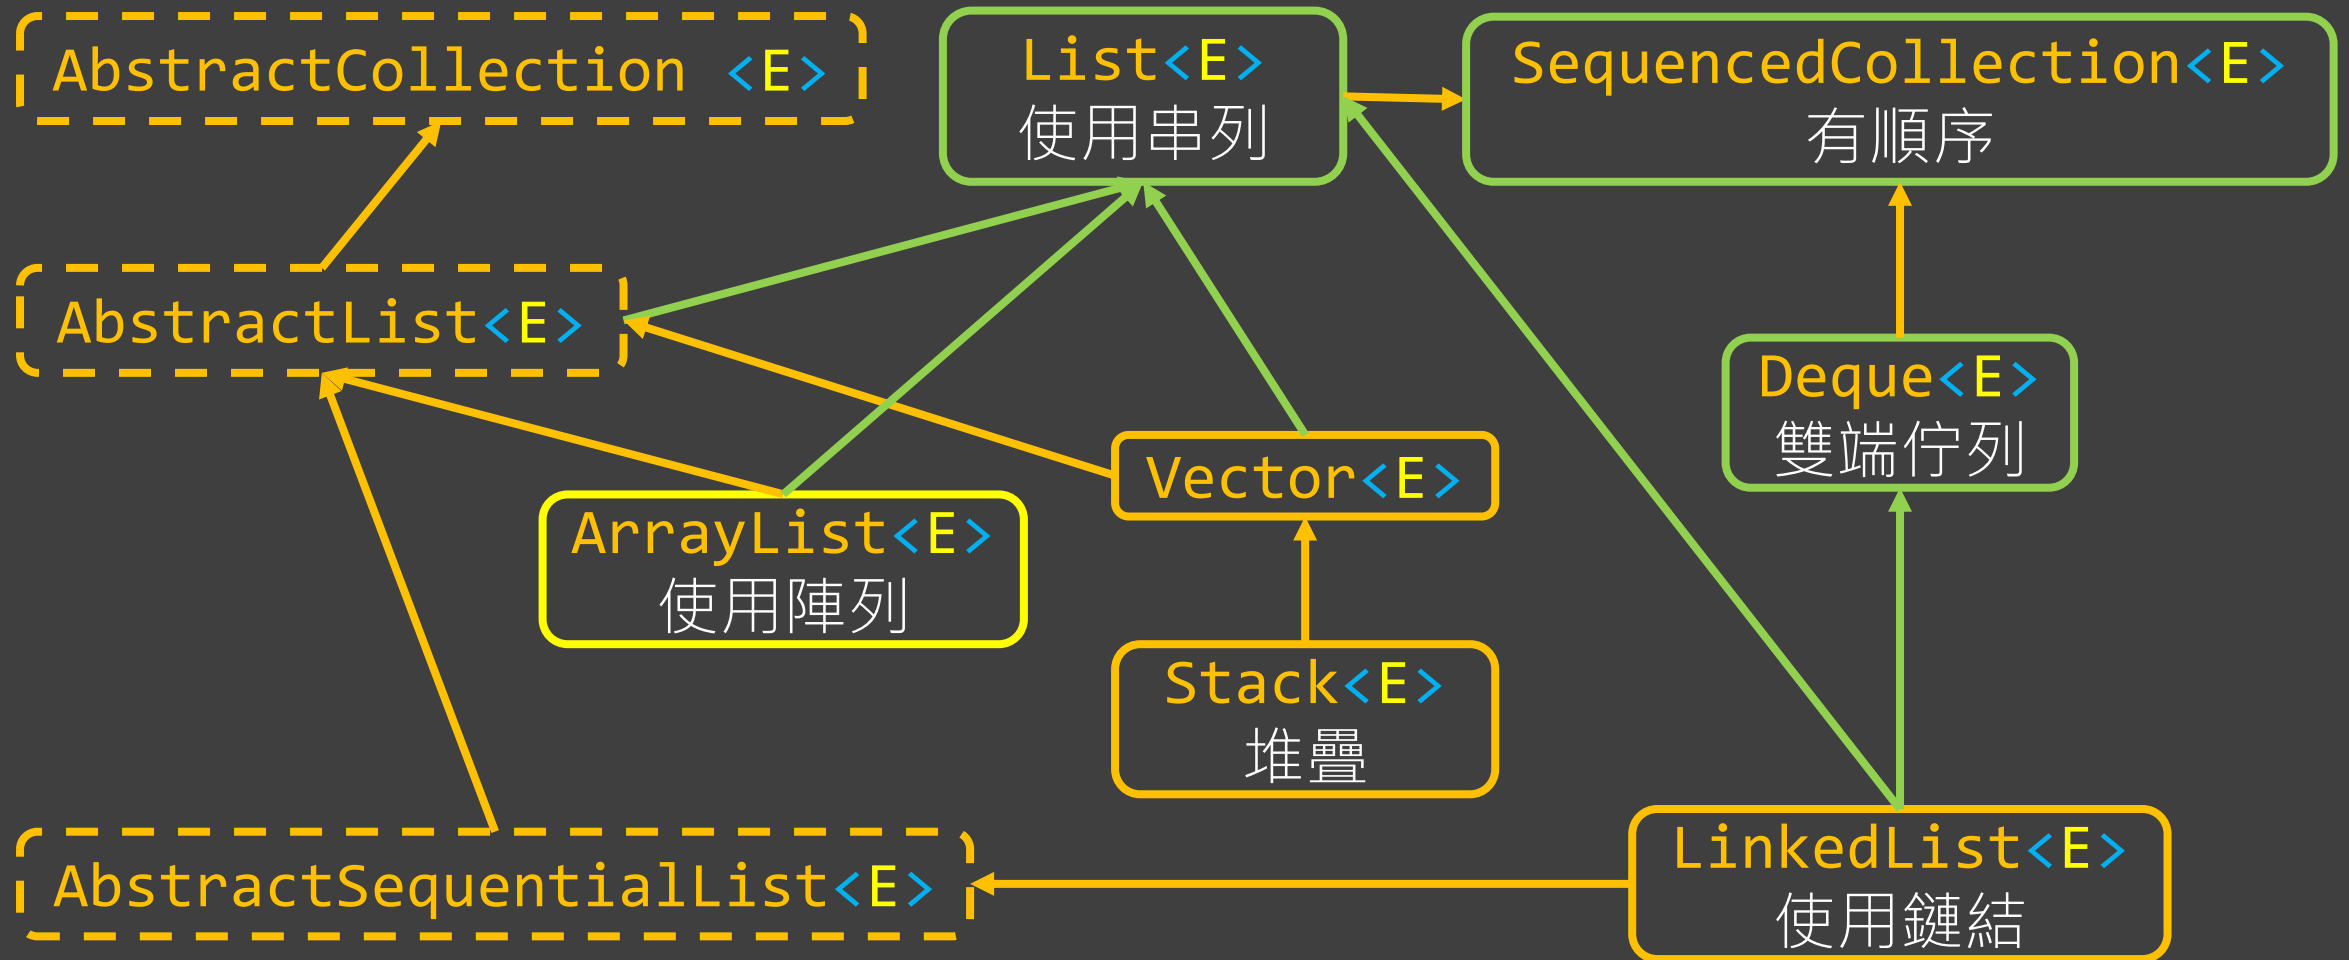 AbstractCollection <E>
List<E>
使用串列
SequencedCollection<E>
有順序
AbstractList<E>
Deque<E>
雙端佇列
Vector<E>
ArrayList<E>
使用陣列
Stack<E>
堆疊
AbstractSequentialList<E>
LinkedList<E>
使用鏈結